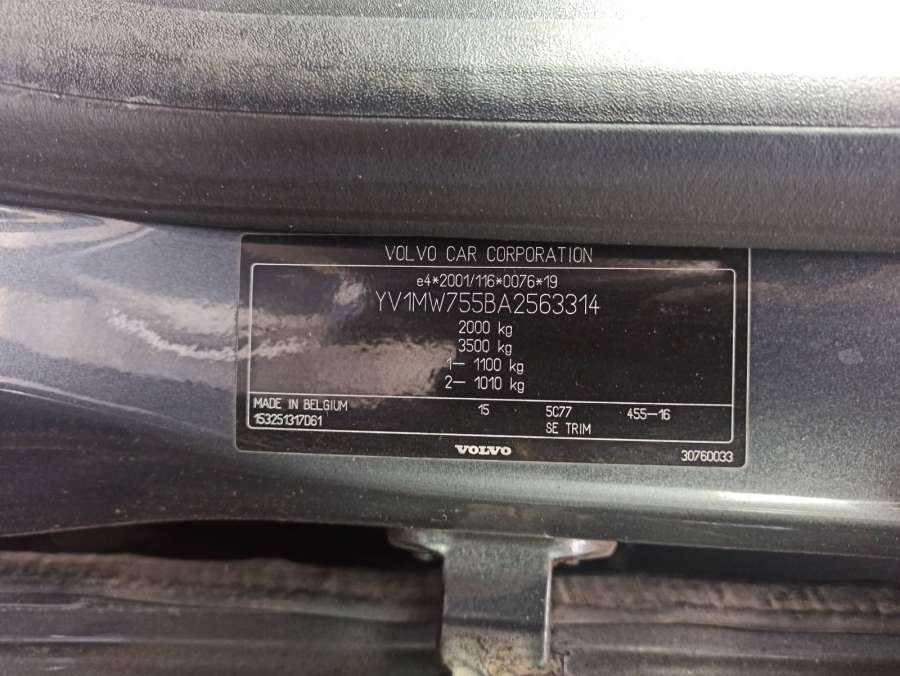 VOLVO CAR CORPORATION
e4*2001/116*0076*19
YV1MW755BA2563314
2000 kg
3500 kg
1- 1100 kg
2- 1010 kg
MADE IN BELGIUM 15 5C77 455-16
153251317D61 SE TRIM
VOLVO 30760033